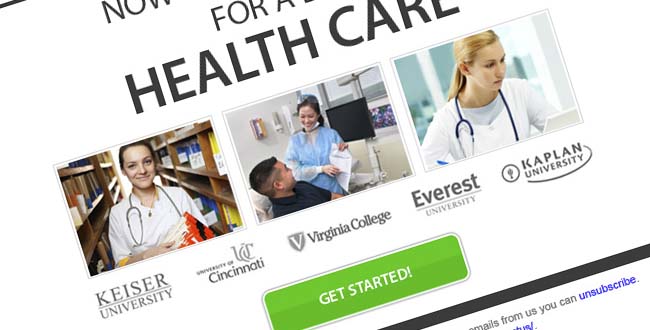 NOW
FOR A
HEALTH CARE
KEISER
UNIVERSITY
UNIVERSITY OF
Cincinnati
Virginia College
Everest
UNIVERSITY
KAPLAN
UNIVERSITY
GET STARTED!
emails from us you can unsubscribe.